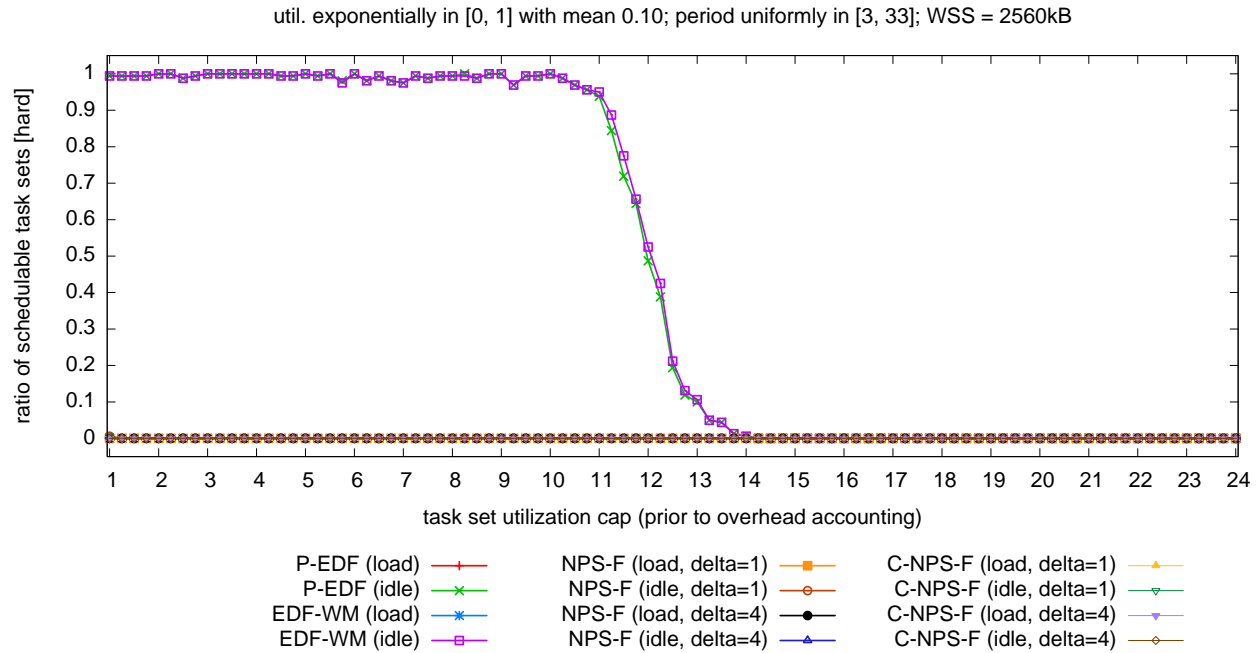 util. exponentially in [0, 1] with mean 0.10; period uniformly in [3, 33]; WSS = 2560kB
ratio of schedulable task sets [hard]
1
0.9
0.8
0.7
0.6
0.5
0.4
0.3
0.2
0.1
0
1 2 3 4 5 6 7 8 9 10 11 12 13 14 15 16 17 18 19 20 21 22 23 24
task set utilization cap (prior to overhead accounting)
P-EDF (load)
P-EDF (idle)
EDF-WM (load)
EDF-WM (idle)
NPS-F (load, delta=1)
NPS-F (idle, delta=1)
NPS-F (load, delta=4)
NPS-F (idle, delta=4)
C-NPS-F (load, delta=1)
C-NPS-F (idle, delta=1)
C-NPS-F (load, delta=4)
C-NPS-F (idle, delta=4)